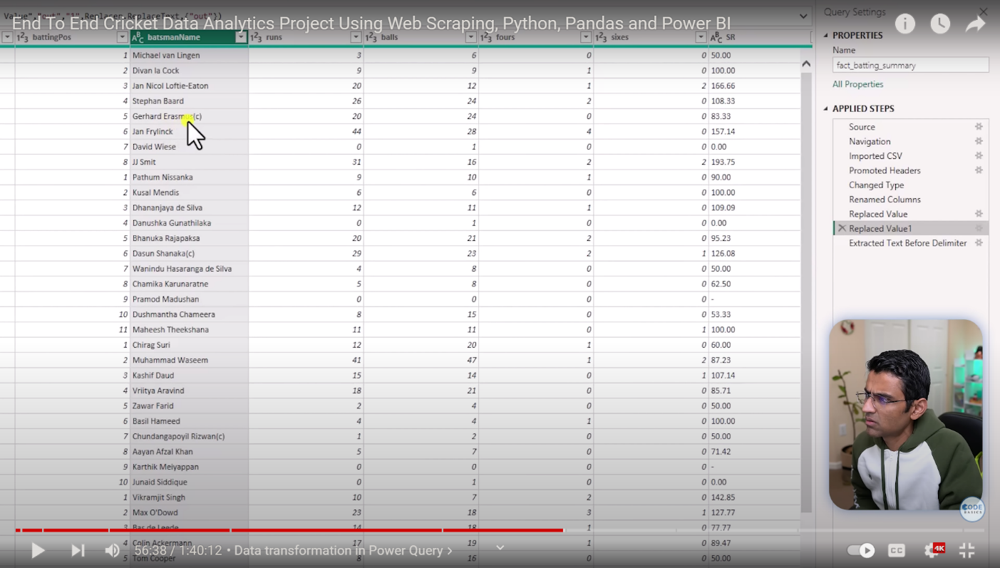 Value","out","1",Replacer.ReplaceText,{"out"})
End To End Cricket Data Analytics Project Using Web Scraping, Python, Pandas and Power BI
1²3 battingPos ABC batsmanName 1²3 runs 1²3 balls 1²3 fours 1²3 sixes ABC SR
1 Michael van Lingen 3 6 0 0 50.00
2 Divan la Cock 9 9 1 0 100.00
3 Jan Nicol Loftie-Eaton 20 12 1 2 166.66
4 Stephan Baard 26 24 2 0 108.33
5 Gerhard Erasmus(c) 20 24 0 0 83.33
6 Jan Frylinck 44 28 4 0 157.14
7 David Wiese 0 1 0 0 0.00
8 JJ Smit 31 16 2 2 193.75
1 Pathum Nissanka 9 10 1 0 90.00
2 Kusal Mendis 6 6 0 0 100.00
3 Dhananjaya de Silva 12 11 1 0 109.09
4 Danushka Gunathilaka 0 1 0 0 0.00
5 Bhanuka Rajapaksa 20 21 2 0 95.23
6 Dasun Shanaka(c) 29 23 2 1 126.08
7 Wanindu Hasaranga de Silva 4 8 0 0 50.00
8 Chamika Karunaratne 5 8 0 0 62.50
9 Pramod Madushan 0 0 0 0 -
10 Dushmantha Chameera 8 15 0 0 53.33
11 Maheesh Theekshana 11 11 0 1 100.00
1 Chirag Suri 12 20 1 0 60.00
2 Muhammad Waseem 41 47 1 2 87.23
3 Kashif Daud 15 14 0 1 107.14
4 Vriitya Aravind 18 21 0 0 85.71
5 Zawar Farid 2 4 0 0 50.00
6 Basil Hameed 4 4 1 0 100.00
7 Chundangapoyil Rizwan(c) 1 2 0 0 50.00
8 Aayan Afzal Khan 5 7 0 0 71.42
9 Karthik Meiyappan 0 0 0 0 -
10 Junaid Siddique 0 1 0 0 0.00
1 Vikramjit Singh 10 7 2 0 142.85
2 Max O'Dowd 23 18 3 1 127.77
3 Bas de Leede 14 18 1 0 77.77
4 Colin Ackermann 17 19 1 0 89.47
5 Tom Cooper 8 16 0 0 50.00
Query Settings
PROPERTIES
Name
fact_batting_summary
All Properties
APPLIED STEPS
Source
Navigation
Imported CSV
Promoted Headers
Changed Type
Renamed Columns
Replaced Value
Replaced Value1
Extracted Text Before Delimiter
CODE
BASICS
56:38 / 1:40:12 • Data transformation in Power Query
CC
4K